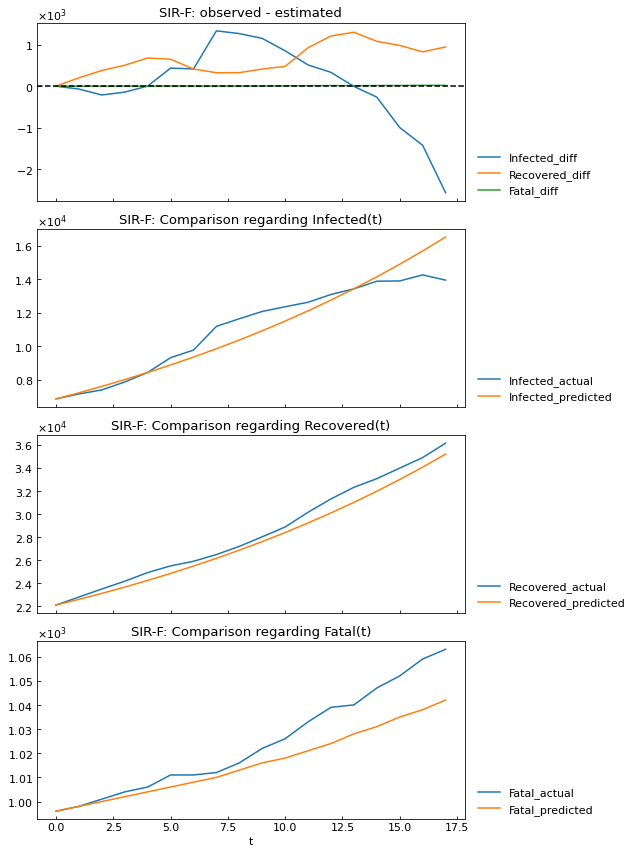 SIR-F: observed - estimated
×10³
1
0
−1
−2
Infected_diff
Recovered_diff
Fatal_diff
SIR-F: Comparison regarding Infected(t)
×10⁴
1.6
1.4
1.2
1.0
0.8
Infected_actual
Infected_predicted
SIR-F: Comparison regarding Recovered(t)
×10⁴
3.6
3.4
3.2
3.0
2.8
2.6
2.4
2.2
Recovered_actual
Recovered_predicted
SIR-F: Comparison regarding Fatal(t)
×10³
1.06
1.05
1.04
1.03
1.02
1.01
1.00
Fatal_actual
Fatal_predicted
0.0 2.5 5.0 7.5 10.0 12.5 15.0 17.5
t